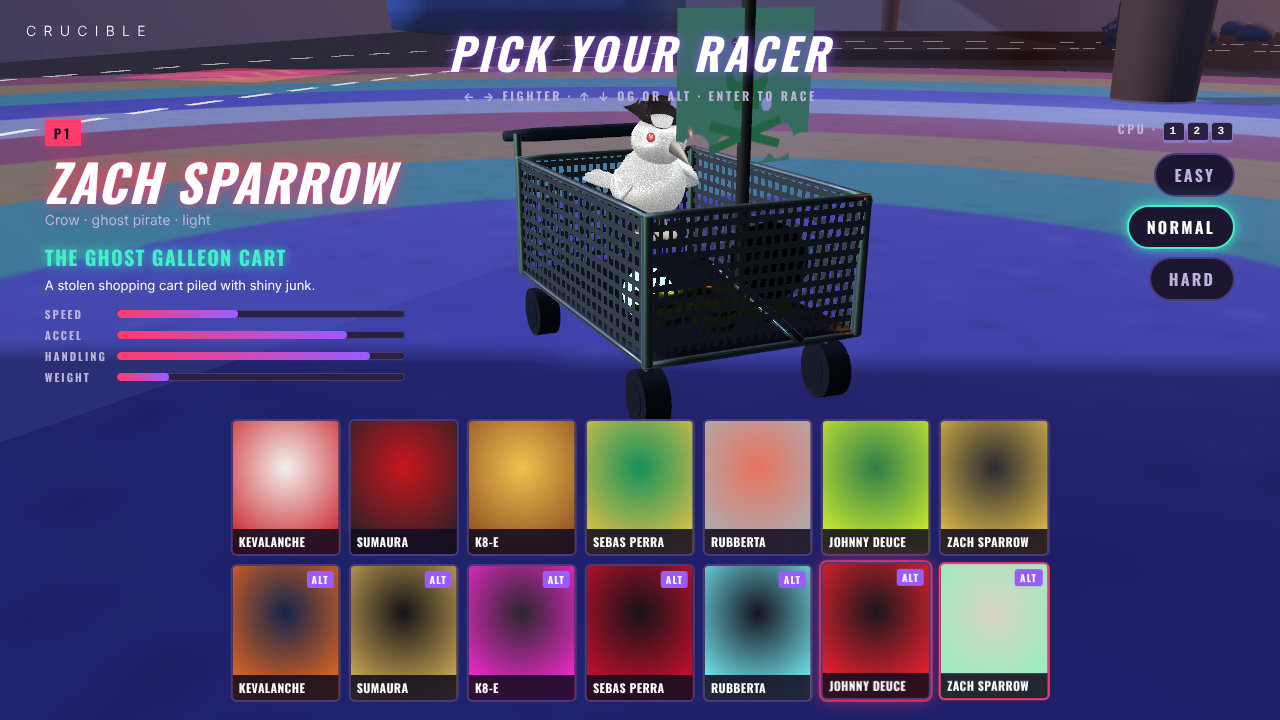 CRUCIBLE
PICK YOUR RACER
← → FIGHTER · ↑ ↓ OG OR ALT · ENTER TO RACE
P1
ZACH SPARROW
Crow · ghost pirate · light
THE GHOST GALLEON CART
A stolen shopping cart piled with shiny junk.
SPEED
ACCEL
HANDLING
WEIGHT
CPU · 1 2 3
EASY
NORMAL
HARD
KEVALANCHE
SUMAURA
K8-E
SEBAS PERRA
RUBBERTA
JOHNNY DEUCE
ZACH SPARROW
ALT
KEVALANCHE
ALT
SUMAURA
ALT
K8-E
ALT
SEBAS PERRA
ALT
RUBBERTA
ALT
JOHNNY DEUCE
ALT
ZACH SPARROW